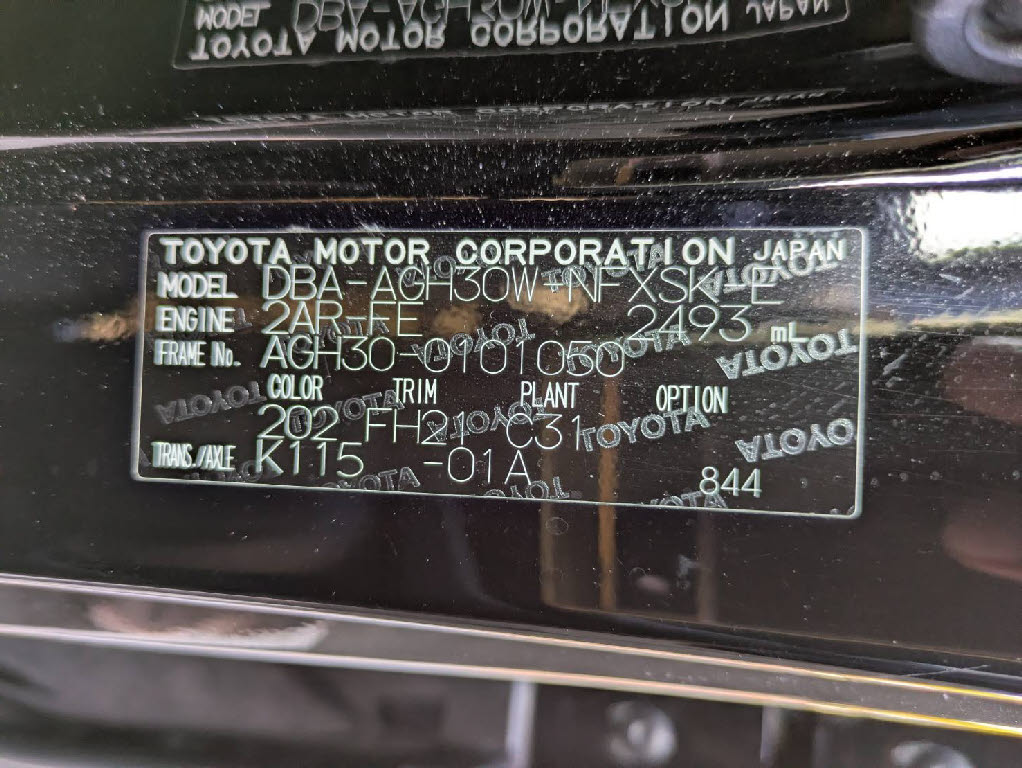 TOYOTA MOTOR CORPORATION JAPAN
MODEL DBA-AGH30W-NFXSK-E
ENGINE 2AR-FE 2493 mL
FRAME No. AGH30-0101050
COLOR TRIM PLANT OPTION
202 FH21 C31
TRANS./AXLE K115 -01A
844